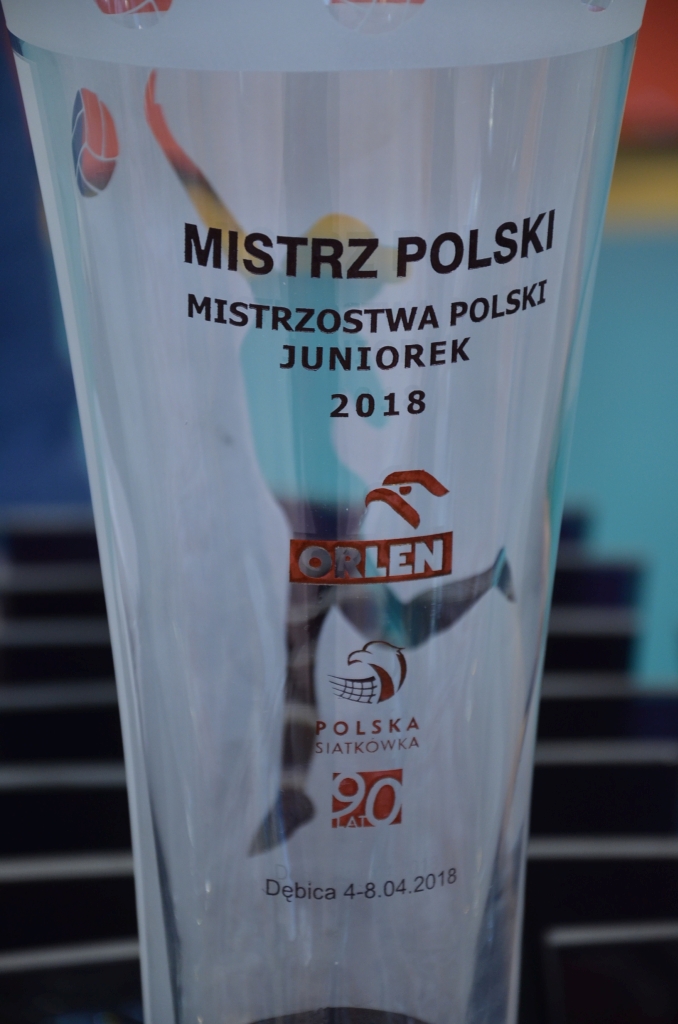 MISTRZ POLSKI
MISTRZOSTWA POLSKI
JUNIOREK
2018
ORLEN
POLSKA
SIATKÓWKA
90
LAT
Dębica 4-8.04.2018